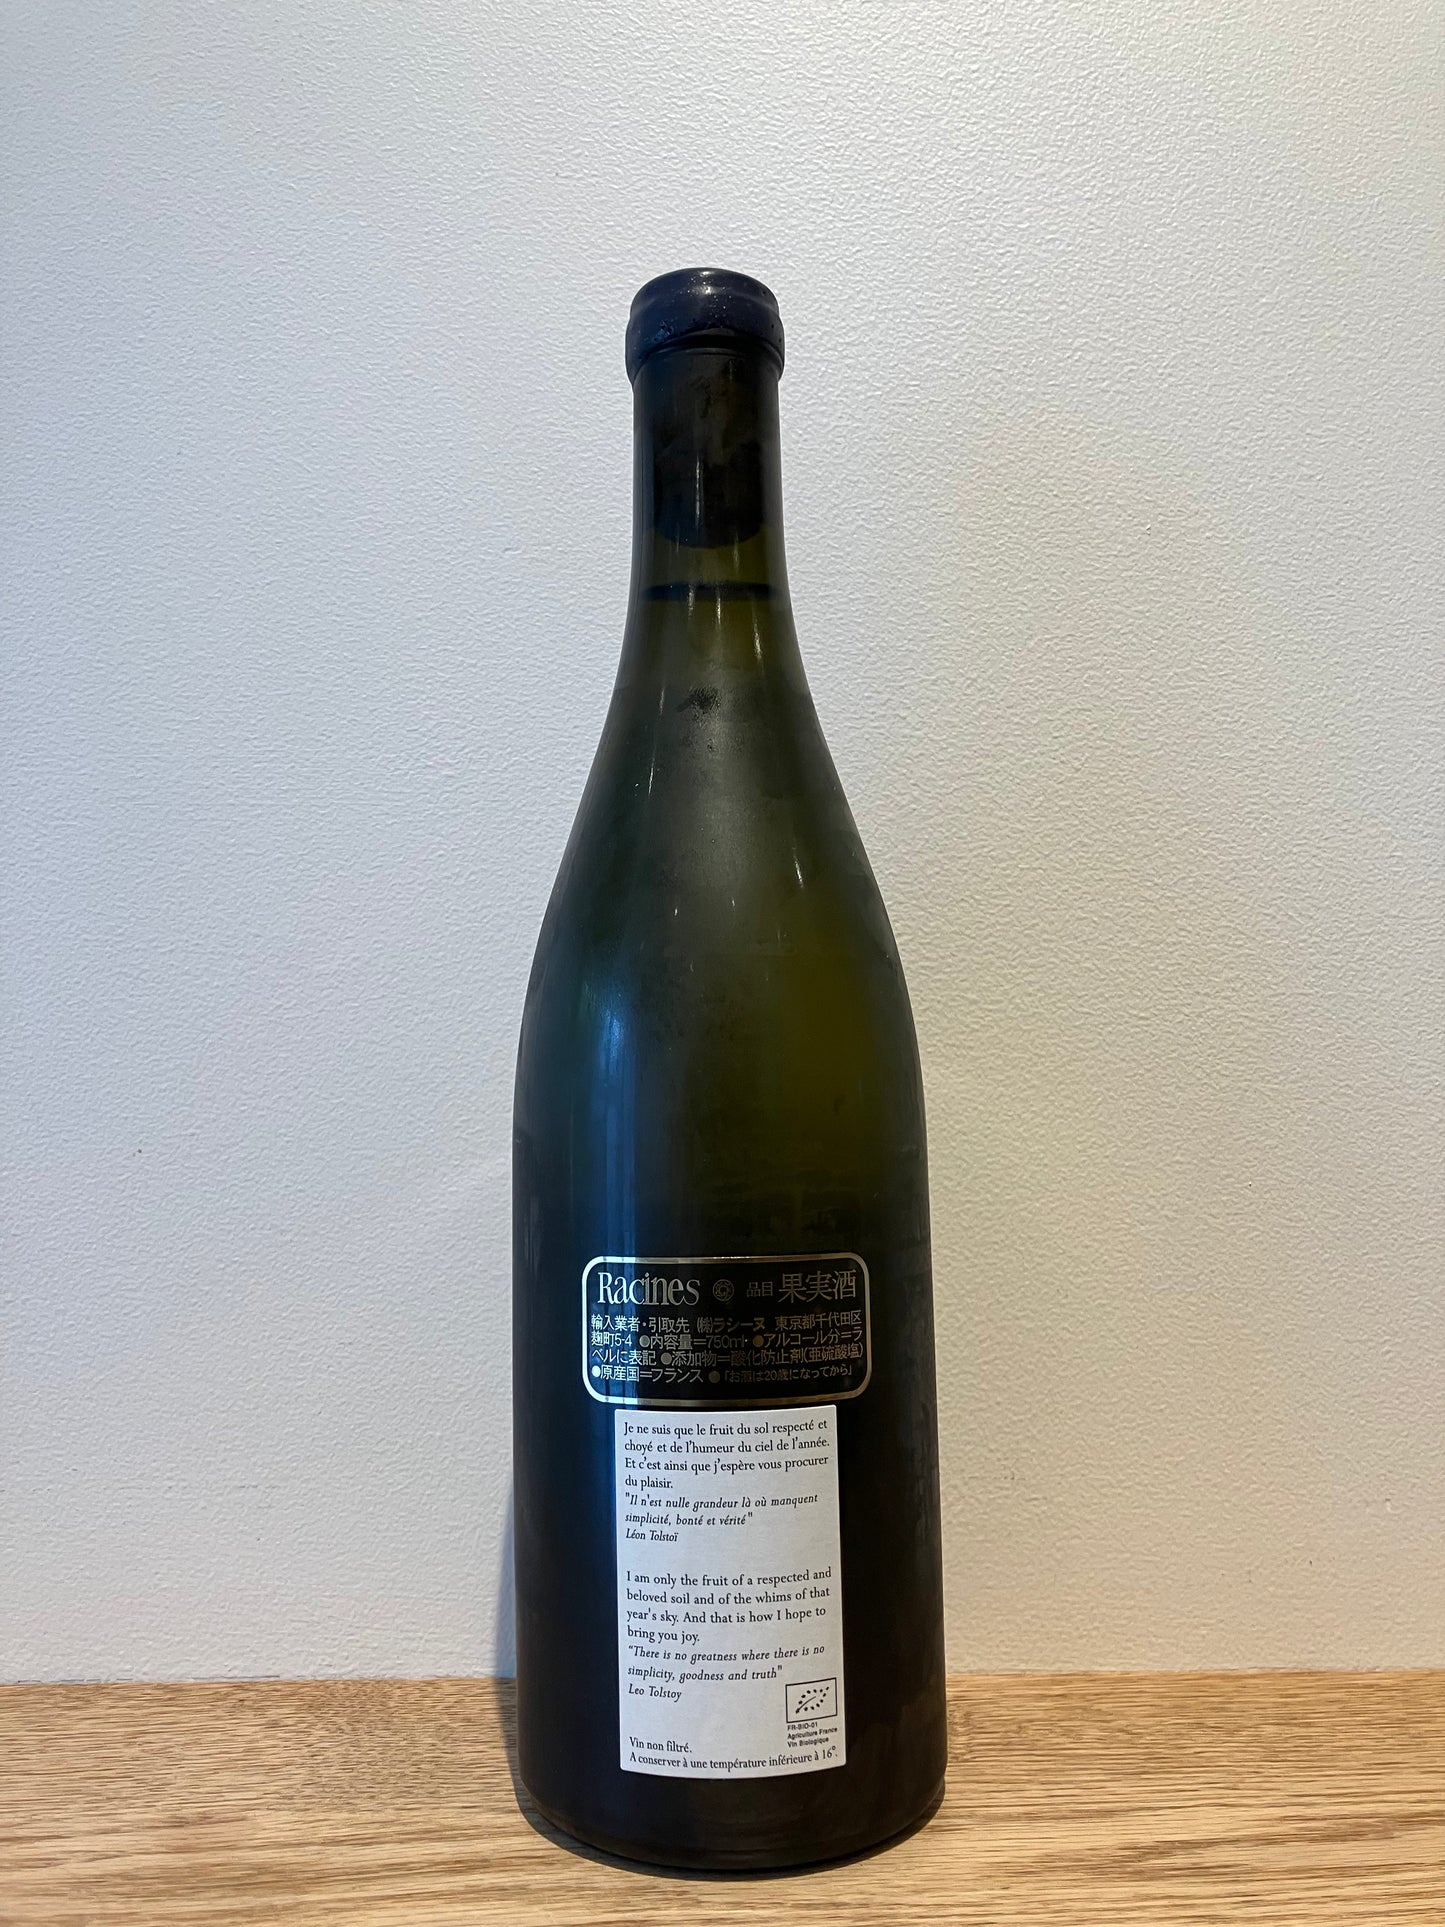 Racines 品目 果実酒
輸入業者・引取先 ㈱ラシーヌ 東京都千代田区
麹町5-4 ●内容量=750ml ●アルコール分=ラ
ベルに表記 ●添加物=酸化防止剤(亜硫酸塩)
●原産国=フランス ●「お酒は20歳になってから」
Je ne suis que le fruit du sol respecté et
choyé et de l'humeur du ciel de l'année.
Et c'est ainsi que j'espère vous procurer
du plaisir.
"Il n'est nulle grandeur là où manquent
simplicité, bonté et vérité"
Léon Tolstoï
I am only the fruit of a respected and
beloved soil and of the whims of that
year's sky. And that is how I hope to
bring you joy.
"There is no greatness where there is no
simplicity, goodness and truth"
Leo Tolstoy
FR-BIO-01
Agriculture France
Vin Biologique
Vin non filtré.
A conserver à une température inférieure à 16°.